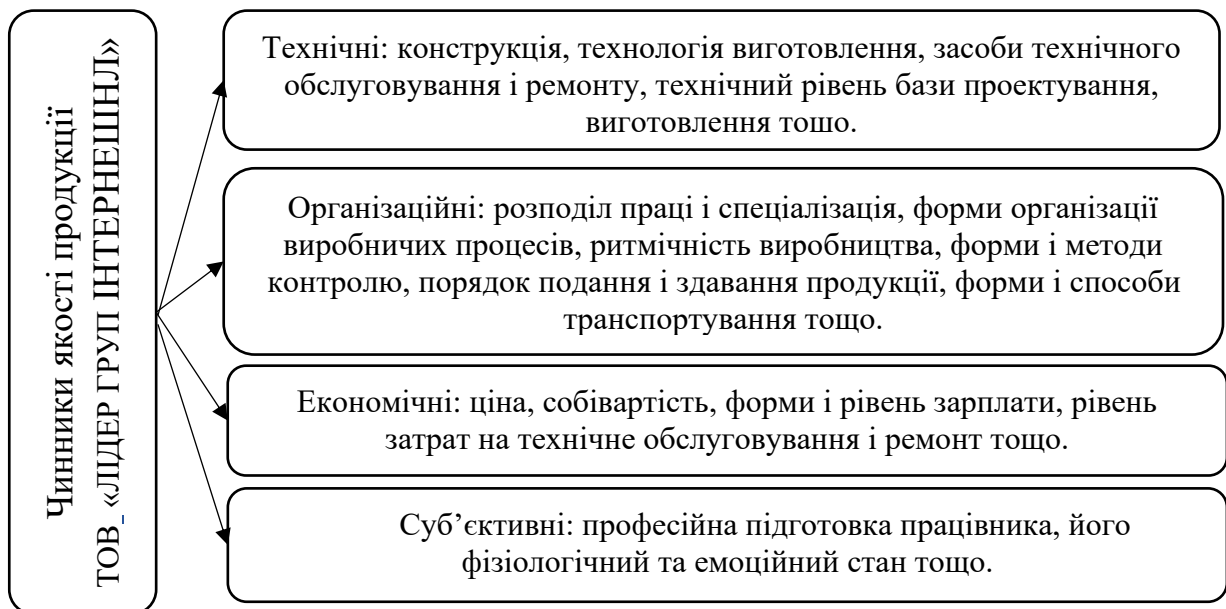 Чинники якості продукції
ТОВ «ЛІДЕР ГРУП ІНТЕРНЕШНЛ»
Технічні: конструкція, технологія виготовлення, засоби технічного
обслуговування і ремонту, технічний рівень бази проектування,
виготовлення тошо.
Організаційні: розподіл праці і спеціалізація, форми організації
виробничих процесів, ритмічність виробництва, форми і методи
контролю, порядок подання і здавання продукції, форми і способи
транспортування тощо.
Економічні: ціна, собівартість, форми і рівень зарплати, рівень
затрат на технічне обслуговування і ремонт тощо.
Суб’єктивні: професійна підготовка працівника, його
фізіологічний та емоційний стан тощо.